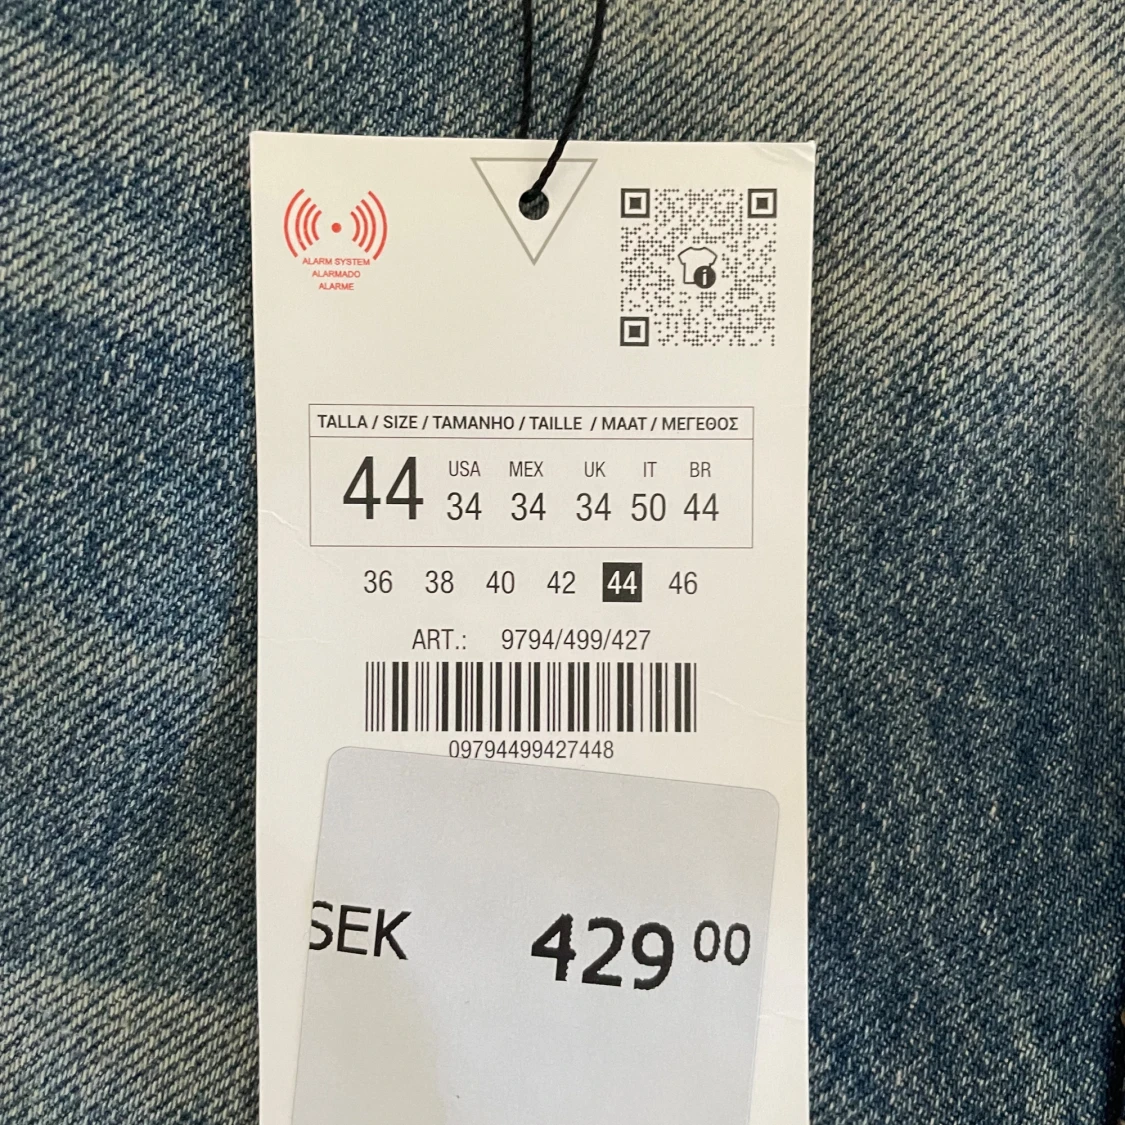 ALARM SYSTEM
ALARMADO
ALARME
i
TALLA / SIZE / TAMANHO / TAILLE / MAAT / ΜΕΓΕΘΟΣ
44 USA MEX UK IT BR
34 34 34 50 44
36 38 40 42 44 46
ART.: 9794/499/427
09794499427448
SEK 429 00